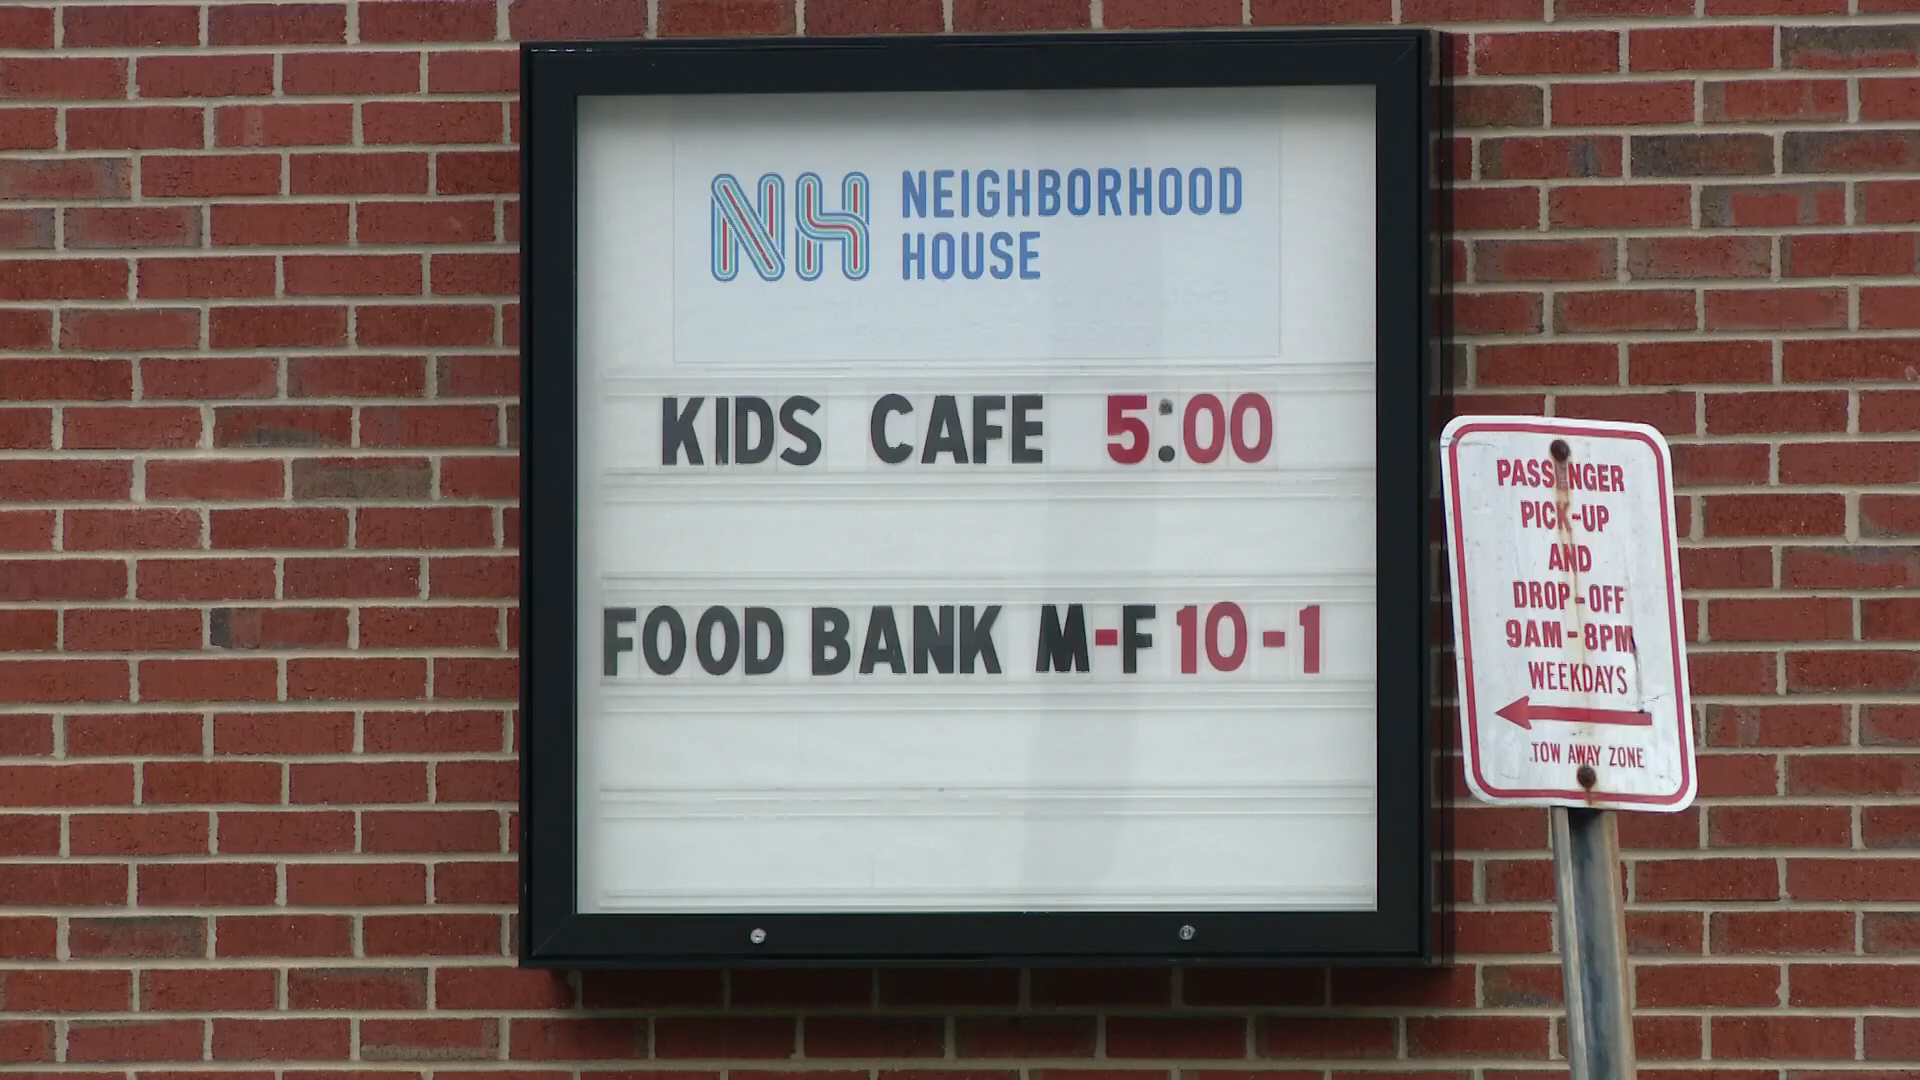 NH NEIGHBORHOOD
HOUSE
KIDS CAFE 5:00
FOOD BANK M-F 10-1
PASSENGER
PICK-UP
AND
DROP-OFF
9AM-8PM
WEEKDAYS
TOW AWAY ZONE